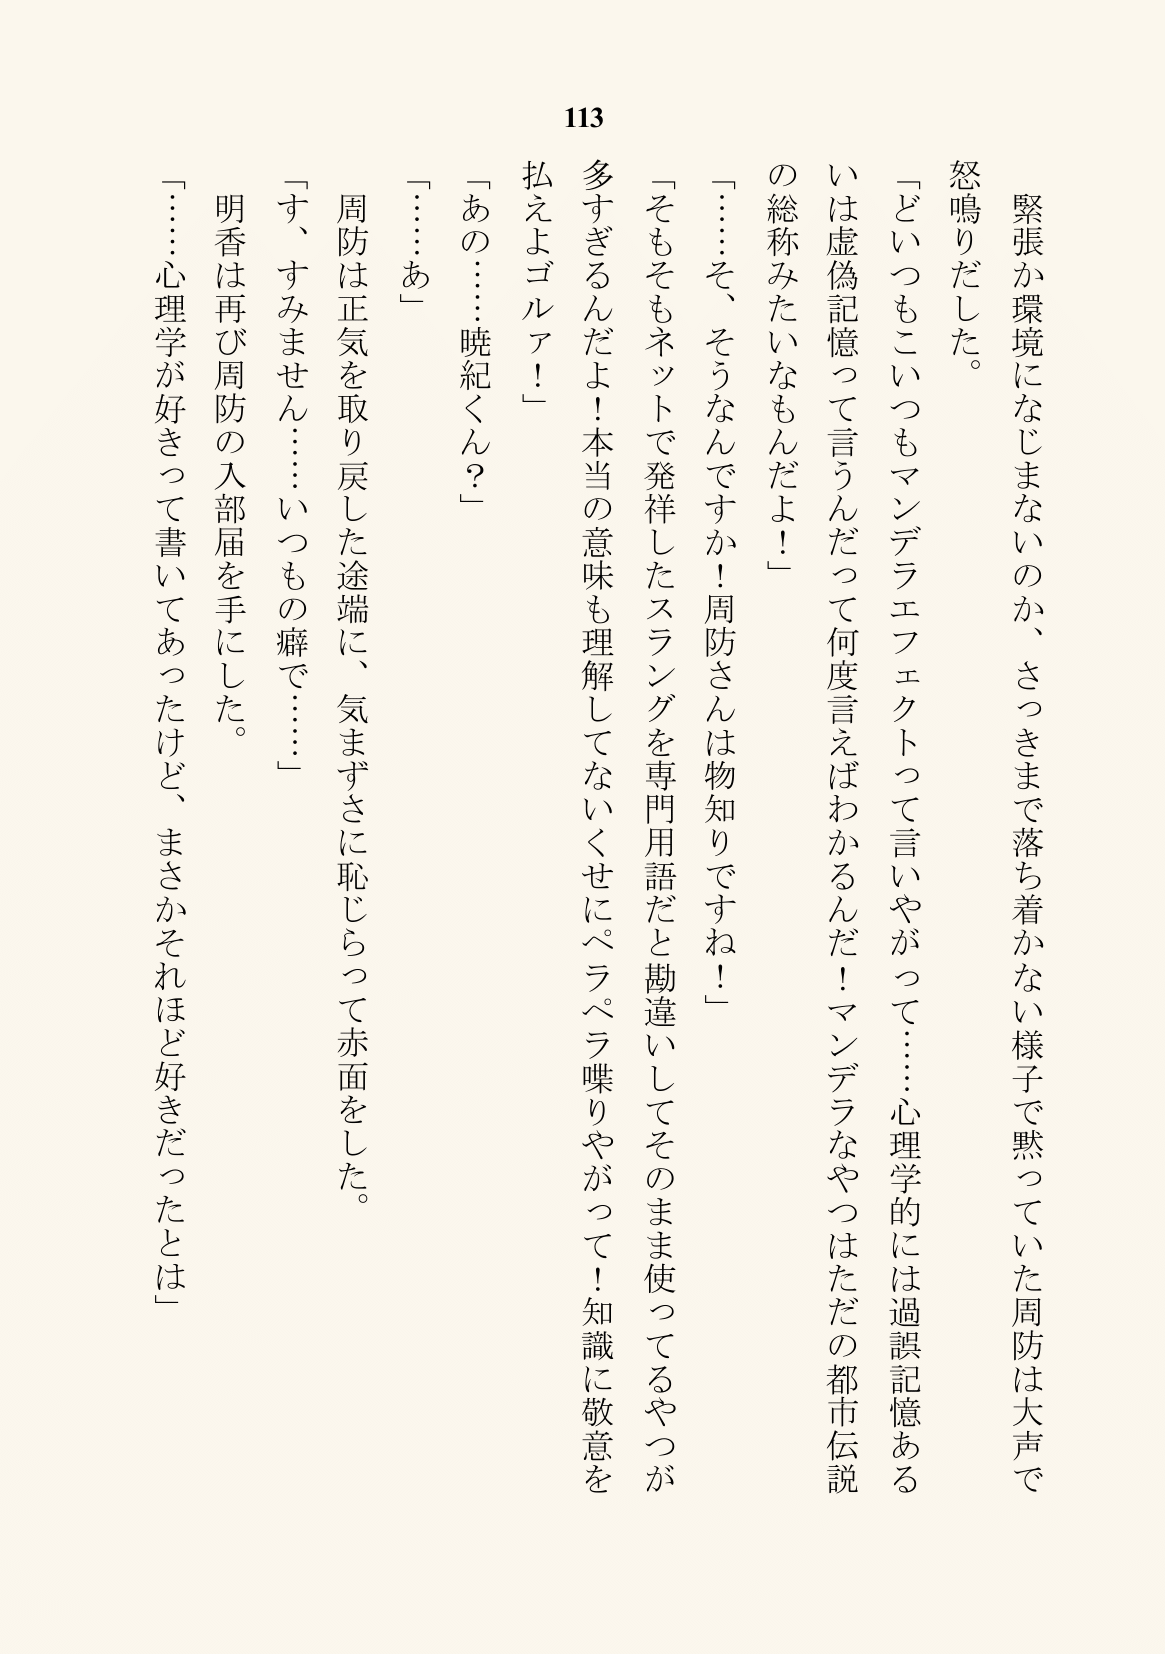 113
緊張か環境になじまないのか、さっきまで落ち着かない様子で黙っていた周防は大声で
怒鳴りだした。
「どいつもこいつもマンデラエフェクトって言いやがって……心理学的には過誤記憶ある
いは虚偽記憶って言うんだって何度言えばわかるんだ！マンデラなやつはただの都市伝説
の総称みたいなもんだよ！」
「……そ、そうなんですか！周防さんは物知りですね！」
「そもそもネットで発祥したスラングを専門用語だと勘違いしてそのまま使ってるやつが
多すぎるんだよ！本当の意味も理解してないくせにペラペラ喋りやがって！知識に敬意を
払えよゴルァ！」
「あの……暁紀くん？」
「……あ」
周防は正気を取り戻した途端に、気まずさに恥じらって赤面をした。
「す、すみません……いつもの癖で……」
明香は再び周防の入部届を手にした。
「……心理学が好きって書いてあったけど、まさかそれほど好きだったとは」